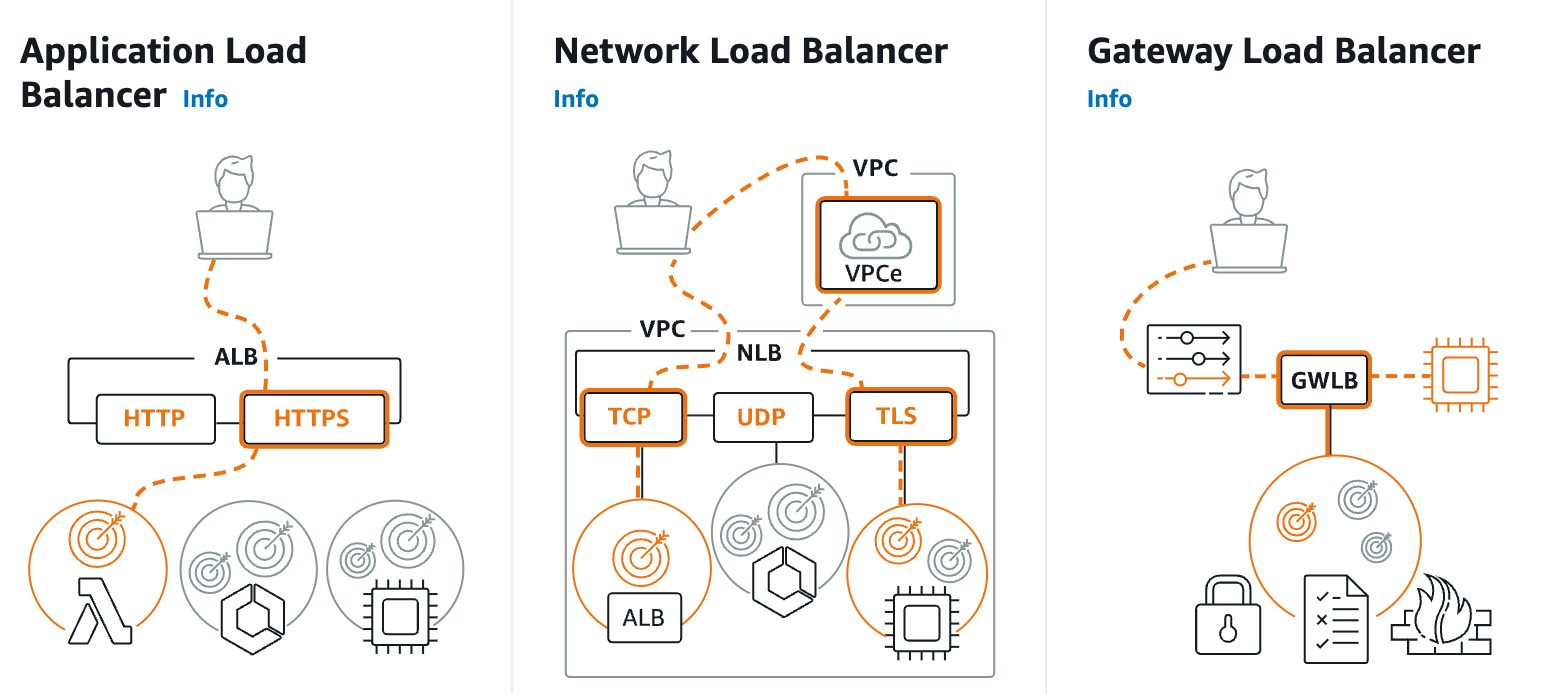 Application Load
Balancer Info
ALB
HTTP
HTTPS
Network Load Balancer
Info
VPC
VPCe
VPC
NLB
TCP
UDP
TLS
ALB
Gateway Load Balancer
Info
GWLB